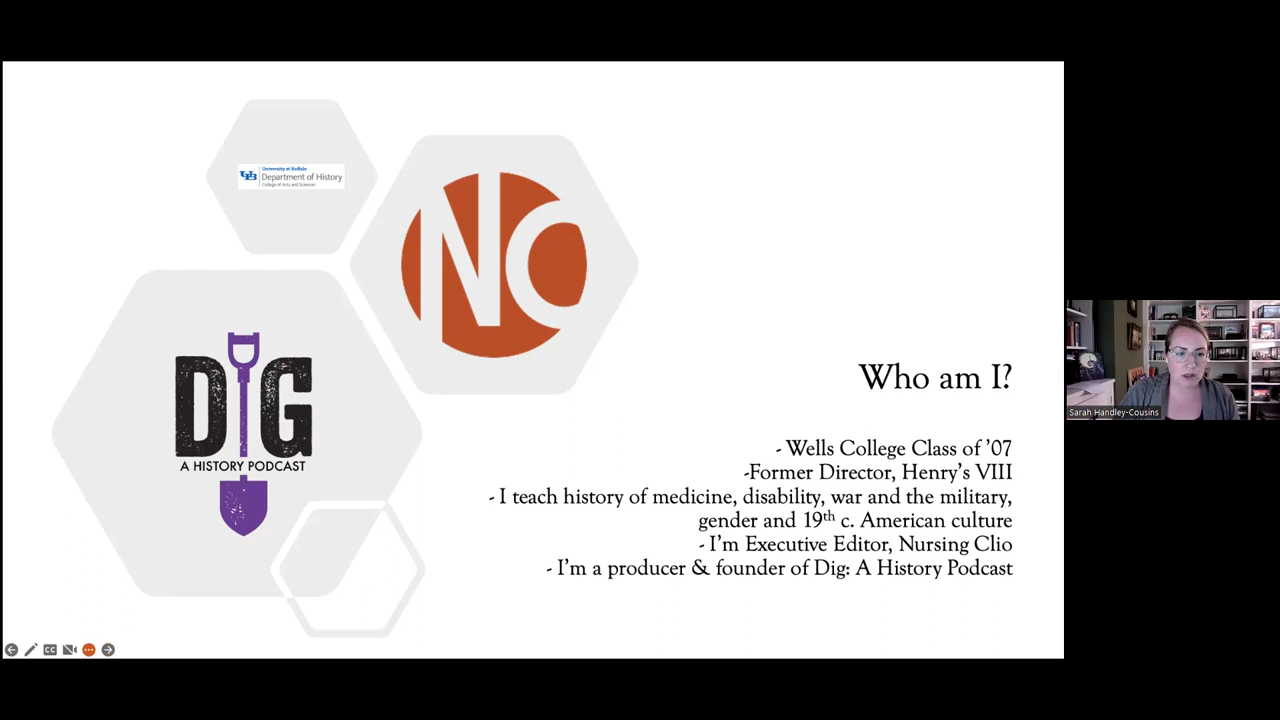 University at Buffalo
UB
Department of History
College of Arts and Sciences
NC
DIG
A HISTORY PODCAST
Who am I?
- Wells College Class of '07
-Former Director, Henry's VIII
- I teach history of medicine, disability, war and the military,
gender and 19th c. American culture
- I'm Executive Editor, Nursing Clio
- I'm a producer & founder of Dig: A History Podcast
CC
Sarah Handley-Cousins